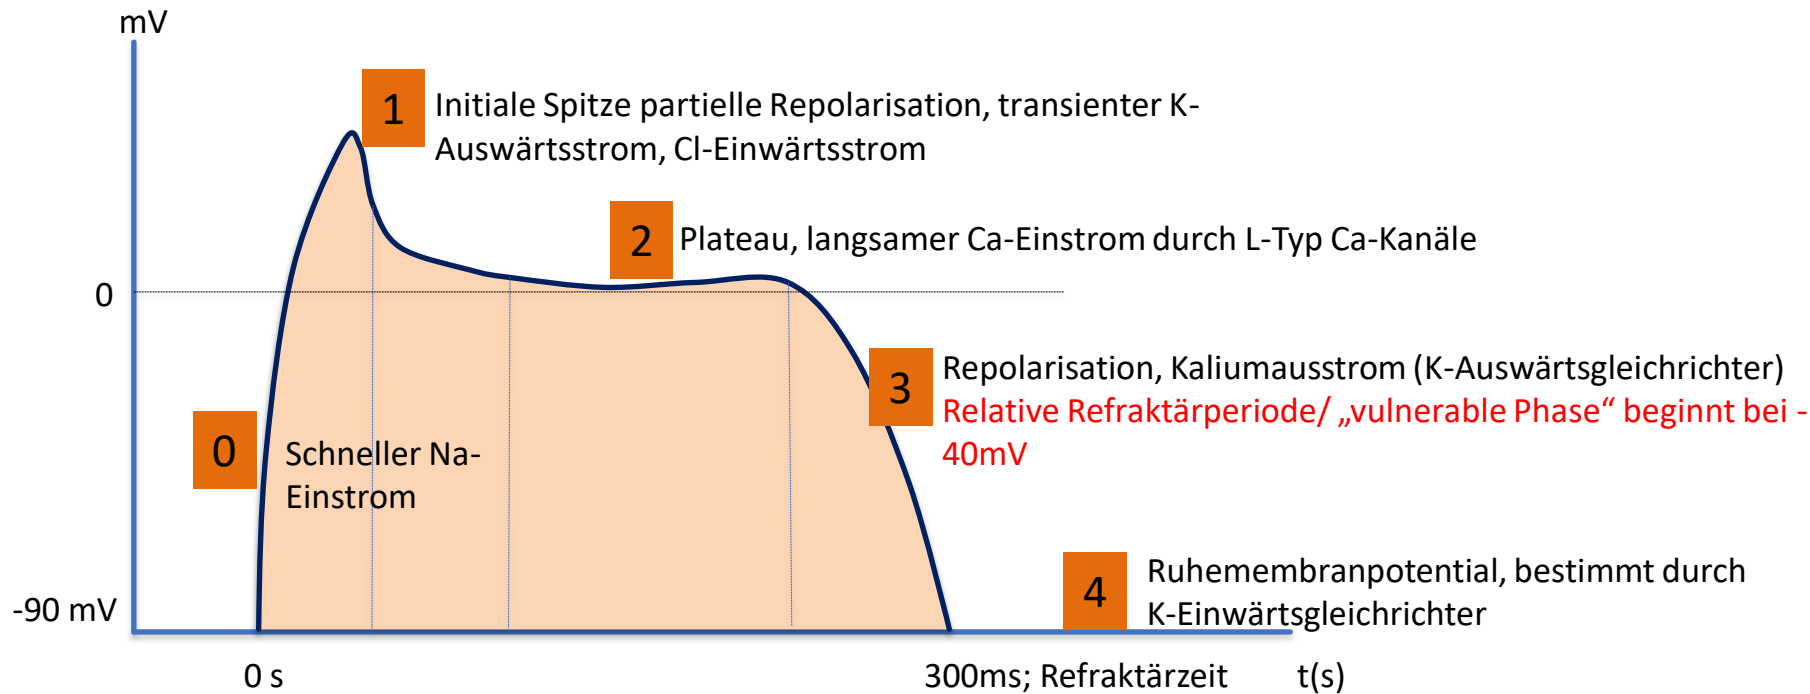 mV
1
Initiale Spitze partielle Repolarisation, transienter K-
Auswärtsstrom, Cl-Einwärtsstrom
2
Plateau, langsamer Ca-Einstrom durch L-Typ Ca-Kanäle
0
3
Repolarisation, Kaliumausstrom (K-Auswärtsgleichrichter)
Relative Refraktärperiode/ „vulnerable Phase“ beginnt bei -
40mV
0
Schneller Na-
Einstrom
4
Ruhemembranpotential, bestimmt durch
K-Einwärtsgleichrichter
-90 mV
0 s
300ms; Refraktärzeit
t(s)